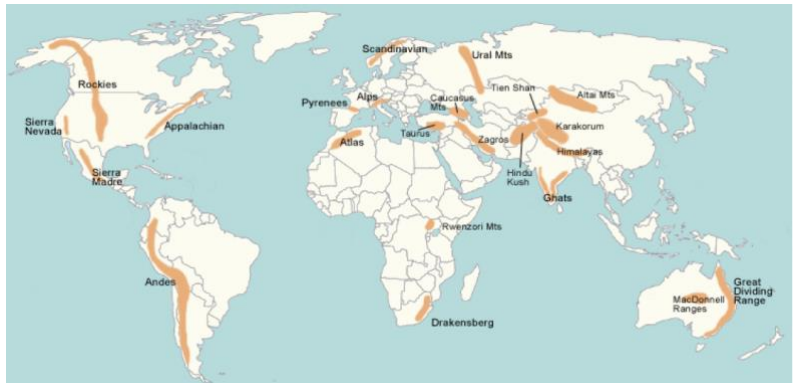 Scandinavian
Ural Mts
Rockies
Tien Shan
Altai Mts
Alps
Caucasus
Mts
Pyrenees
Sierra
Nevada
Appalachian
Taurus
Karakorum
Atlas
Zagros
Himalayas
Sierra
Madre
Hindu
Kush
Ghats
Rwenzori Mts
Andes
Great
Dividing
Range
MacDonnell
Ranges
Drakensberg